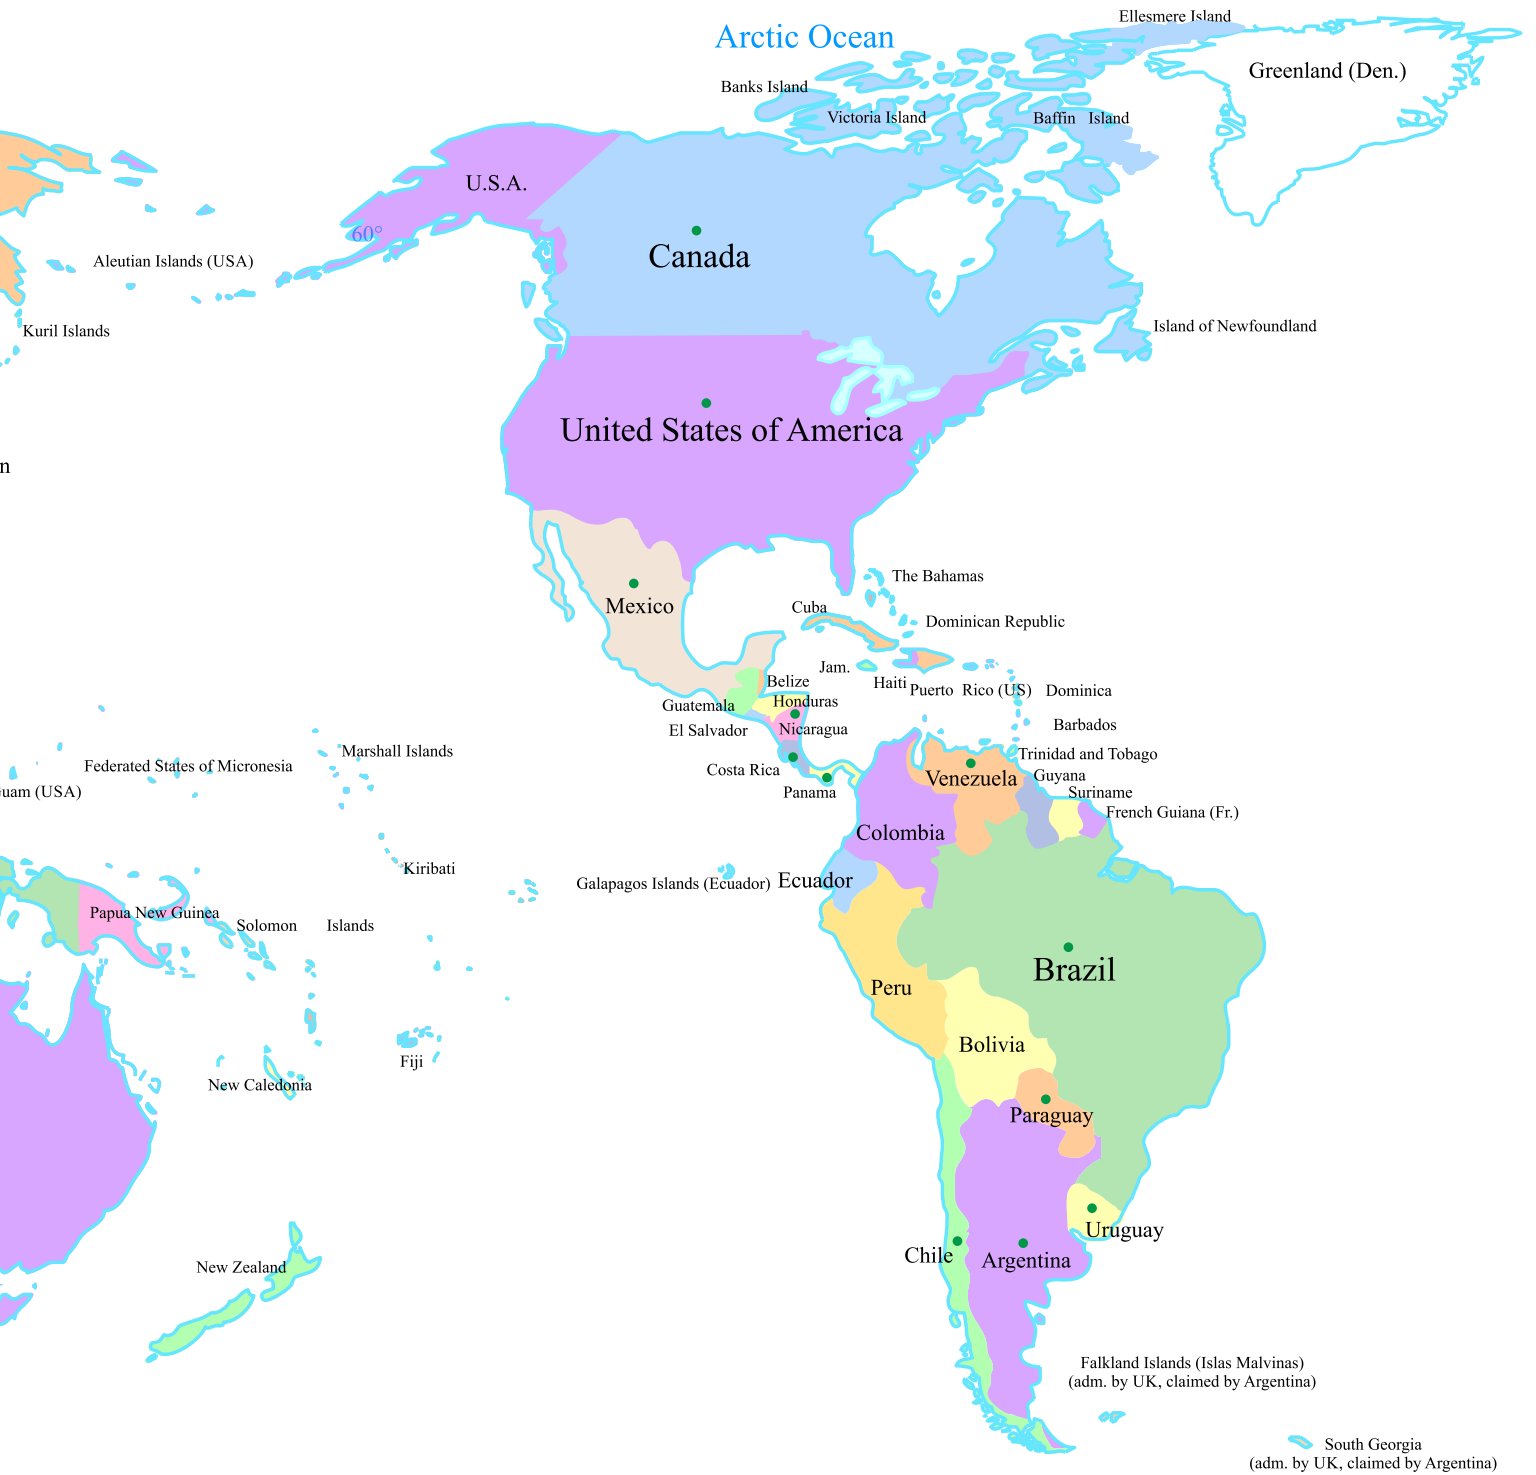 Ellesmere Island
Arctic Ocean
Greenland (Den.)
Banks Island
Victoria Island
Baffin Island
U.S.A.
60°
Canada
Aleutian Islands (USA)
Kuril Islands
Island of Newfoundland
United States of America
n
The Bahamas
Mexico
Cuba
Dominican Republic
Jam.
Belize
Haiti
Puerto Rico (US)
Dominica
Guatemala
Honduras
El Salvador
Nicaragua
Barbados
Marshall Islands
Trinidad and Tobago
Federated States of Micronesia
Costa Rica
Venezuela
Guyana
uam (USA)
Panama
Suriname
French Guiana (Fr.)
Colombia
Kiribati
Galapagos Islands (Ecuador)
Ecuador
Papua New Guinea
Solomon Islands
Brazil
Peru
Bolivia
Fiji
New Caledonia
Paraguay
Uruguay
Chile
Argentina
New Zealand
Falkland Islands (Islas Malvinas)
(adm. by UK, claimed by Argentina)
South Georgia
(adm. by UK, claimed by Argentina)